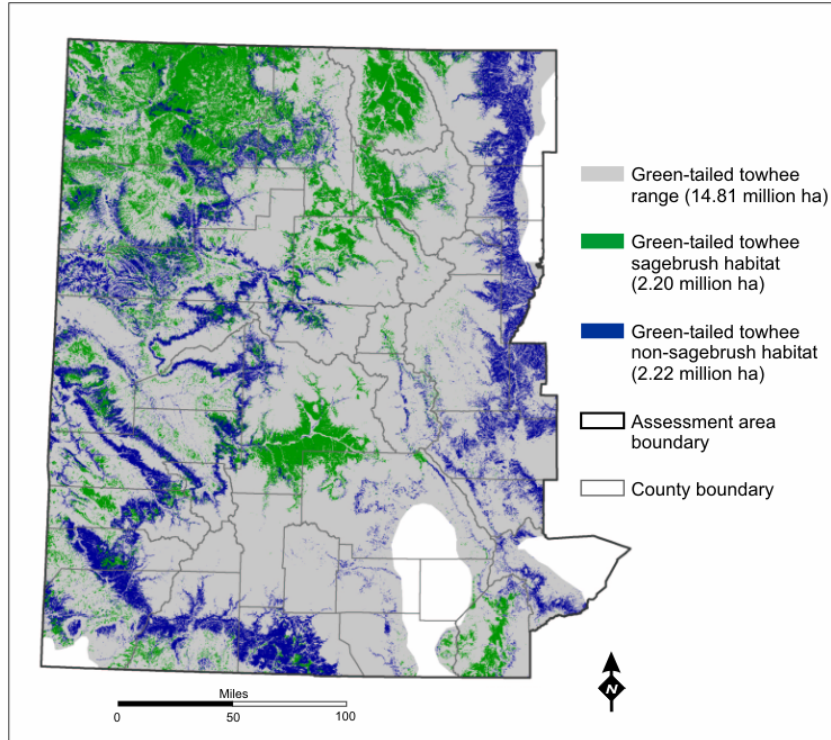 Green-tailed towhee
range (14.81 million ha)
Green-tailed towhee
sagebrush habitat
(2.20 million ha)
Green-tailed towhee
non-sagebrush habitat
(2.22 million ha)
Assessment area
boundary
County boundary
Miles
0 50 100
N